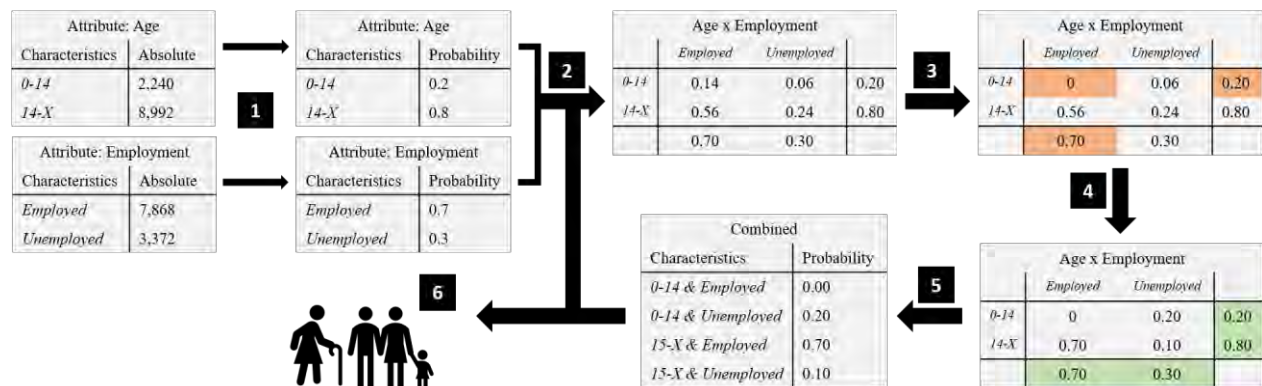 Attribute: Age
Characteristics Absolute
0-14 2,240
14-X 8,992
Attribute: Employment
Characteristics Absolute
Employed 7,868
Unemployed 3,372
1
Attribute: Age
Characteristics Probability
0-14 0.2
14-X 0.8
Attribute: Employment
Characteristics Probability
Employed 0.7
Unemployed 0.3
2
Age x Employment
Employed Unemployed
0-14 0.14 0.06 0.20
14-X 0.56 0.24 0.80
0.70 0.30
3
Age x Employment
Employed Unemployed
0-14 0 0.06 0.20
14-X 0.56 0.24 0.80
0.70 0.30
4
Age x Employment
Employed Unemployed
0-14 0 0.20 0.20
14-X 0.70 0.10 0.80
0.70 0.30
5
Combined
Characteristics Probability
0-14 & Employed 0.00
0-14 & Unemployed 0.20
15-X & Employed 0.70
15-X & Unemployed 0.10
6